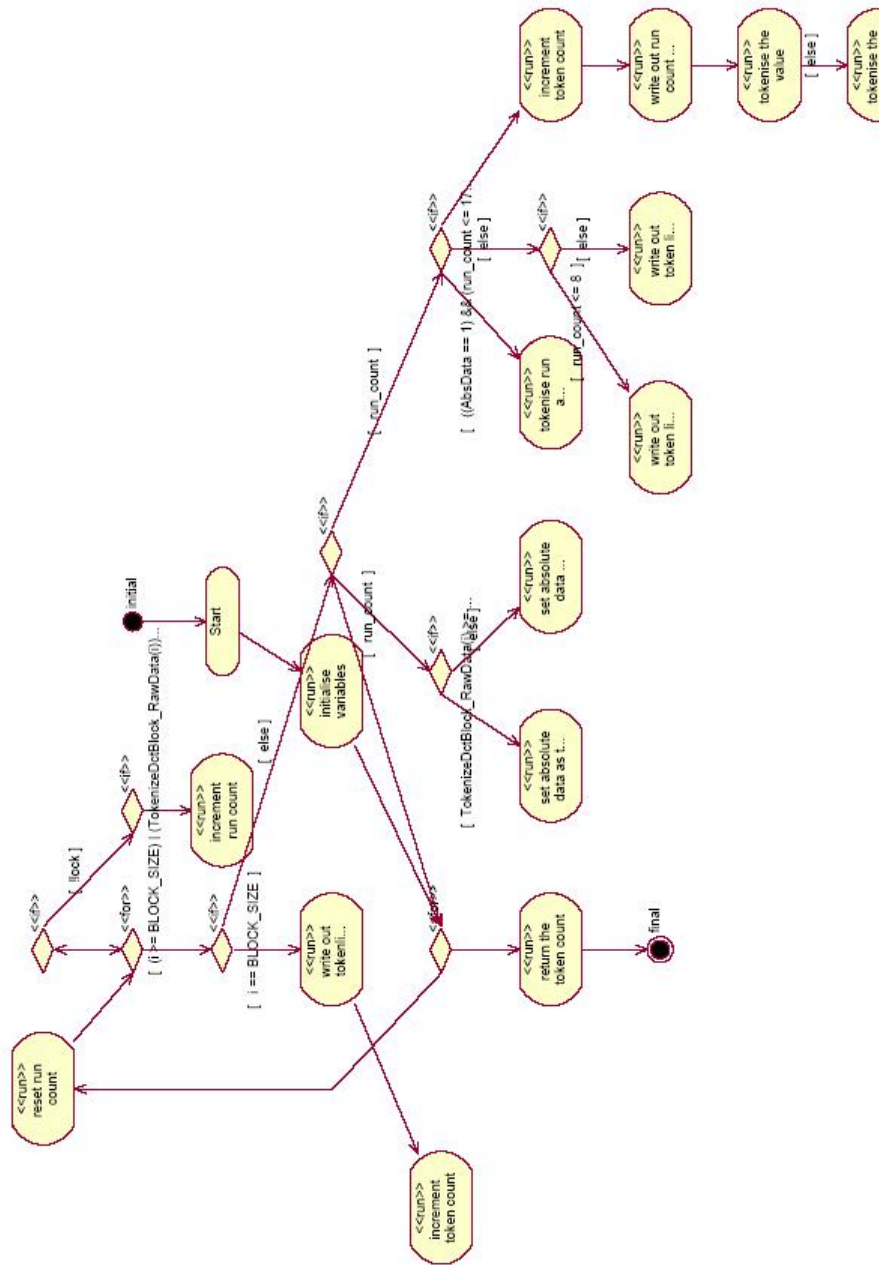 <<run>>
reset run
count
<<if>>
[ !lock ]
<<for>>
<<if>>
initial
[ (i >= BLOCK_SIZE) | (TokenizeDctBlock_RawData(i))...
<<run>>
increment
run count
Start
<<if>>
[ i == BLOCK_SIZE ]
[ else ]
<<run>>
write out
tokenli...
<<run>>
initialise
variables
<<if>>
[ run_count ]
[ run_count ]
<<run>>
increment
token count
<<for>>
<<if>>
<<if>>
[ TokenizeDctBlock_RawData(i) >= ...
[ else ]
[ ((AbsData == 1) && (run_count <= 17...
[ else ]
<<run>>
return the
token count
<<run>>
set absolute
data as t...
<<run>>
set absolute
data ...
<<run>>
tokenise run
a...
<<if>>
<<run>>
increment
token count
[ run_count <= 8 ]
[ else ]
final
<<run>>
write out
token li...
<<run>>
write out
token li...
<<run>>
write out run
count ...
<<run>>
tokenise the
value
[ else ]
<<run>>
tokenise the